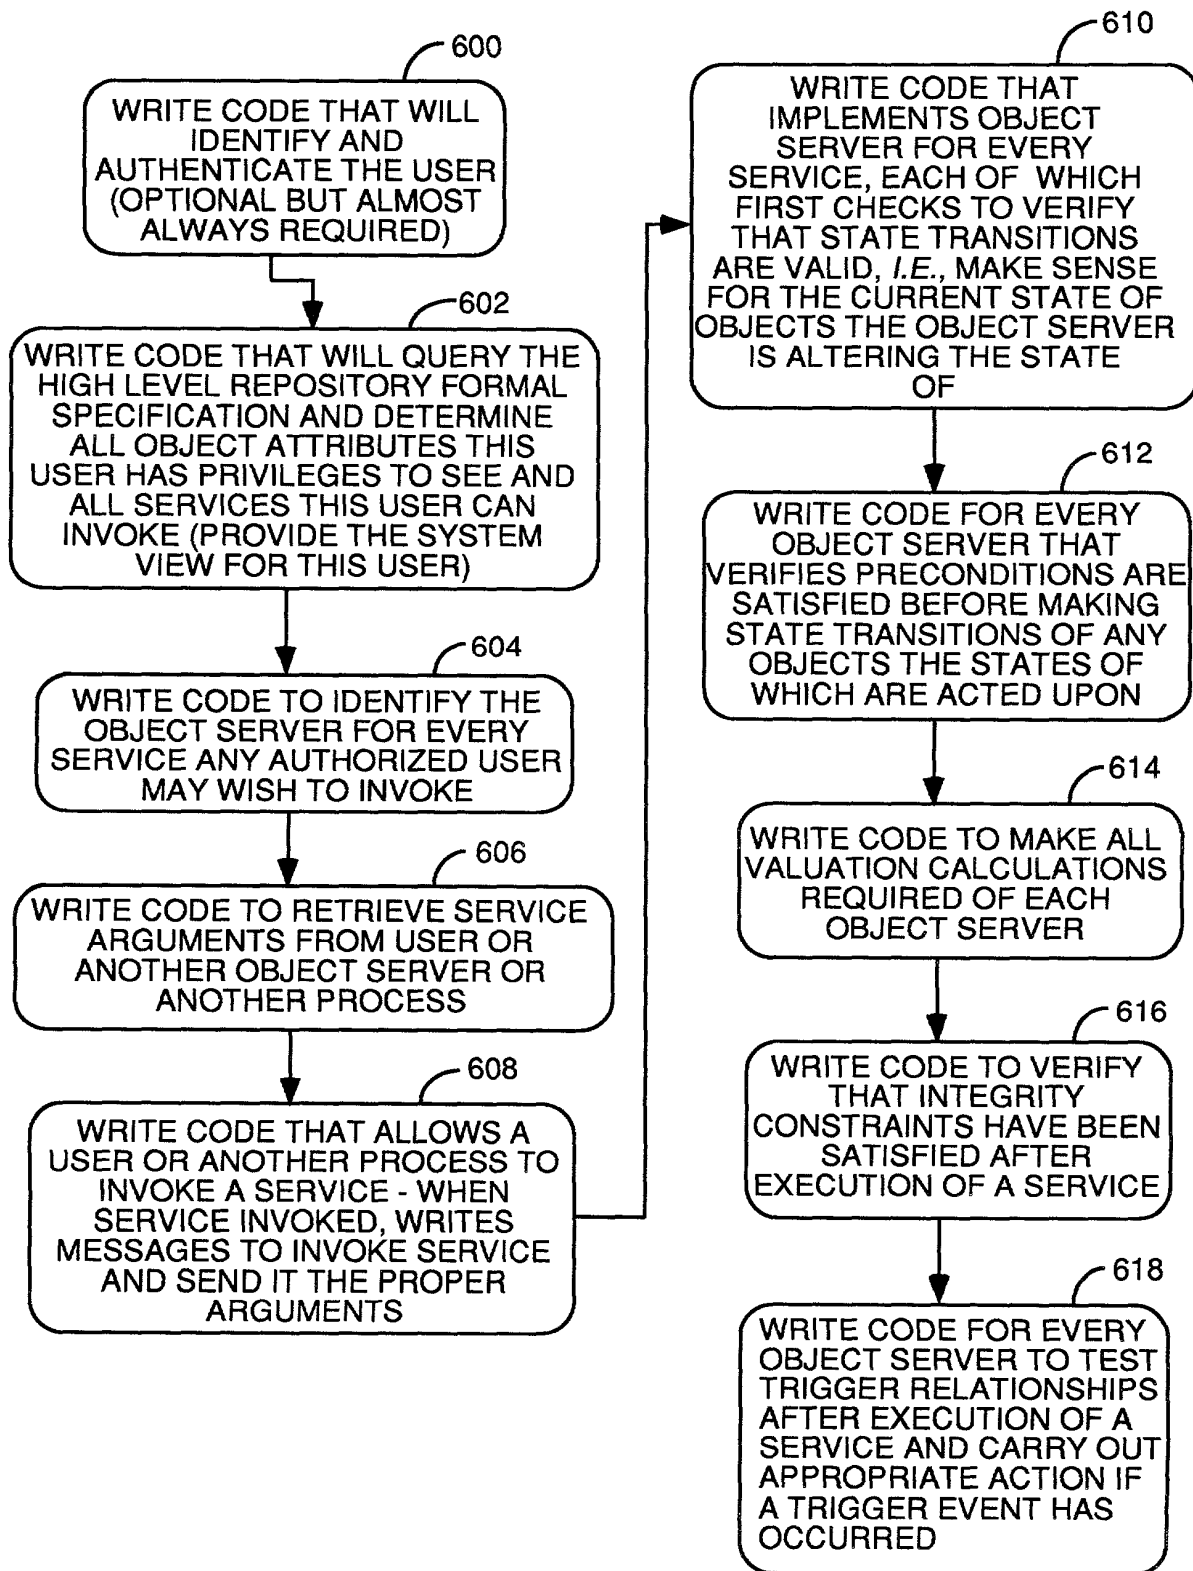 600
WRITE CODE THAT WILL
IDENTIFY AND
AUTHENTICATE THE USER
(OPTIONAL BUT ALMOST
ALWAYS REQUIRED)
602
WRITE CODE THAT WILL QUERY THE
HIGH LEVEL REPOSITORY FORMAL
SPECIFICATION AND DETERMINE
ALL OBJECT ATTRIBUTES THIS
USER HAS PRIVILEGES TO SEE AND
ALL SERVICES THIS USER CAN
INVOKE (PROVIDE THE SYSTEM
VIEW FOR THIS USER)
604
WRITE CODE TO IDENTIFY THE
OBJECT SERVER FOR EVERY
SERVICE ANY AUTHORIZED USER
MAY WISH TO INVOKE
606
WRITE CODE TO RETRIEVE SERVICE
ARGUMENTS FROM USER OR
ANOTHER OBJECT SERVER OR
ANOTHER PROCESS
608
WRITE CODE THAT ALLOWS A
USER OR ANOTHER PROCESS TO
INVOKE A SERVICE - WHEN
SERVICE INVOKED, WRITES
MESSAGES TO INVOKE SERVICE
AND SEND IT THE PROPER
ARGUMENTS
610
WRITE CODE THAT
IMPLEMENTS OBJECT
SERVER FOR EVERY
SERVICE, EACH OF WHICH
FIRST CHECKS TO VERIFY
THAT STATE TRANSITIONS
ARE VALID, I.E., MAKE SENSE
FOR THE CURRENT STATE OF
OBJECTS THE OBJECT SERVER
IS ALTERING THE STATE
OF
612
WRITE CODE FOR EVERY
OBJECT SERVER THAT
VERIFIES PRECONDITIONS ARE
SATISFIED BEFORE MAKING
STATE TRANSITIONS OF ANY
OBJECTS THE STATES OF
WHICH ARE ACTED UPON
614
WRITE CODE TO MAKE ALL
VALUATION CALCULATIONS
REQUIRED OF EACH
OBJECT SERVER
616
WRITE CODE TO VERIFY
THAT INTEGRITY
CONSTRAINTS HAVE BEEN
SATISFIED AFTER
EXECUTION OF A SERVICE
618
WRITE CODE FOR EVERY
OBJECT SERVER TO TEST
TRIGGER RELATIONSHIPS
AFTER EXECUTION OF A
SERVICE AND CARRY OUT
APPROPRIATE ACTION IF
A TRIGGER EVENT HAS
OCCURRED